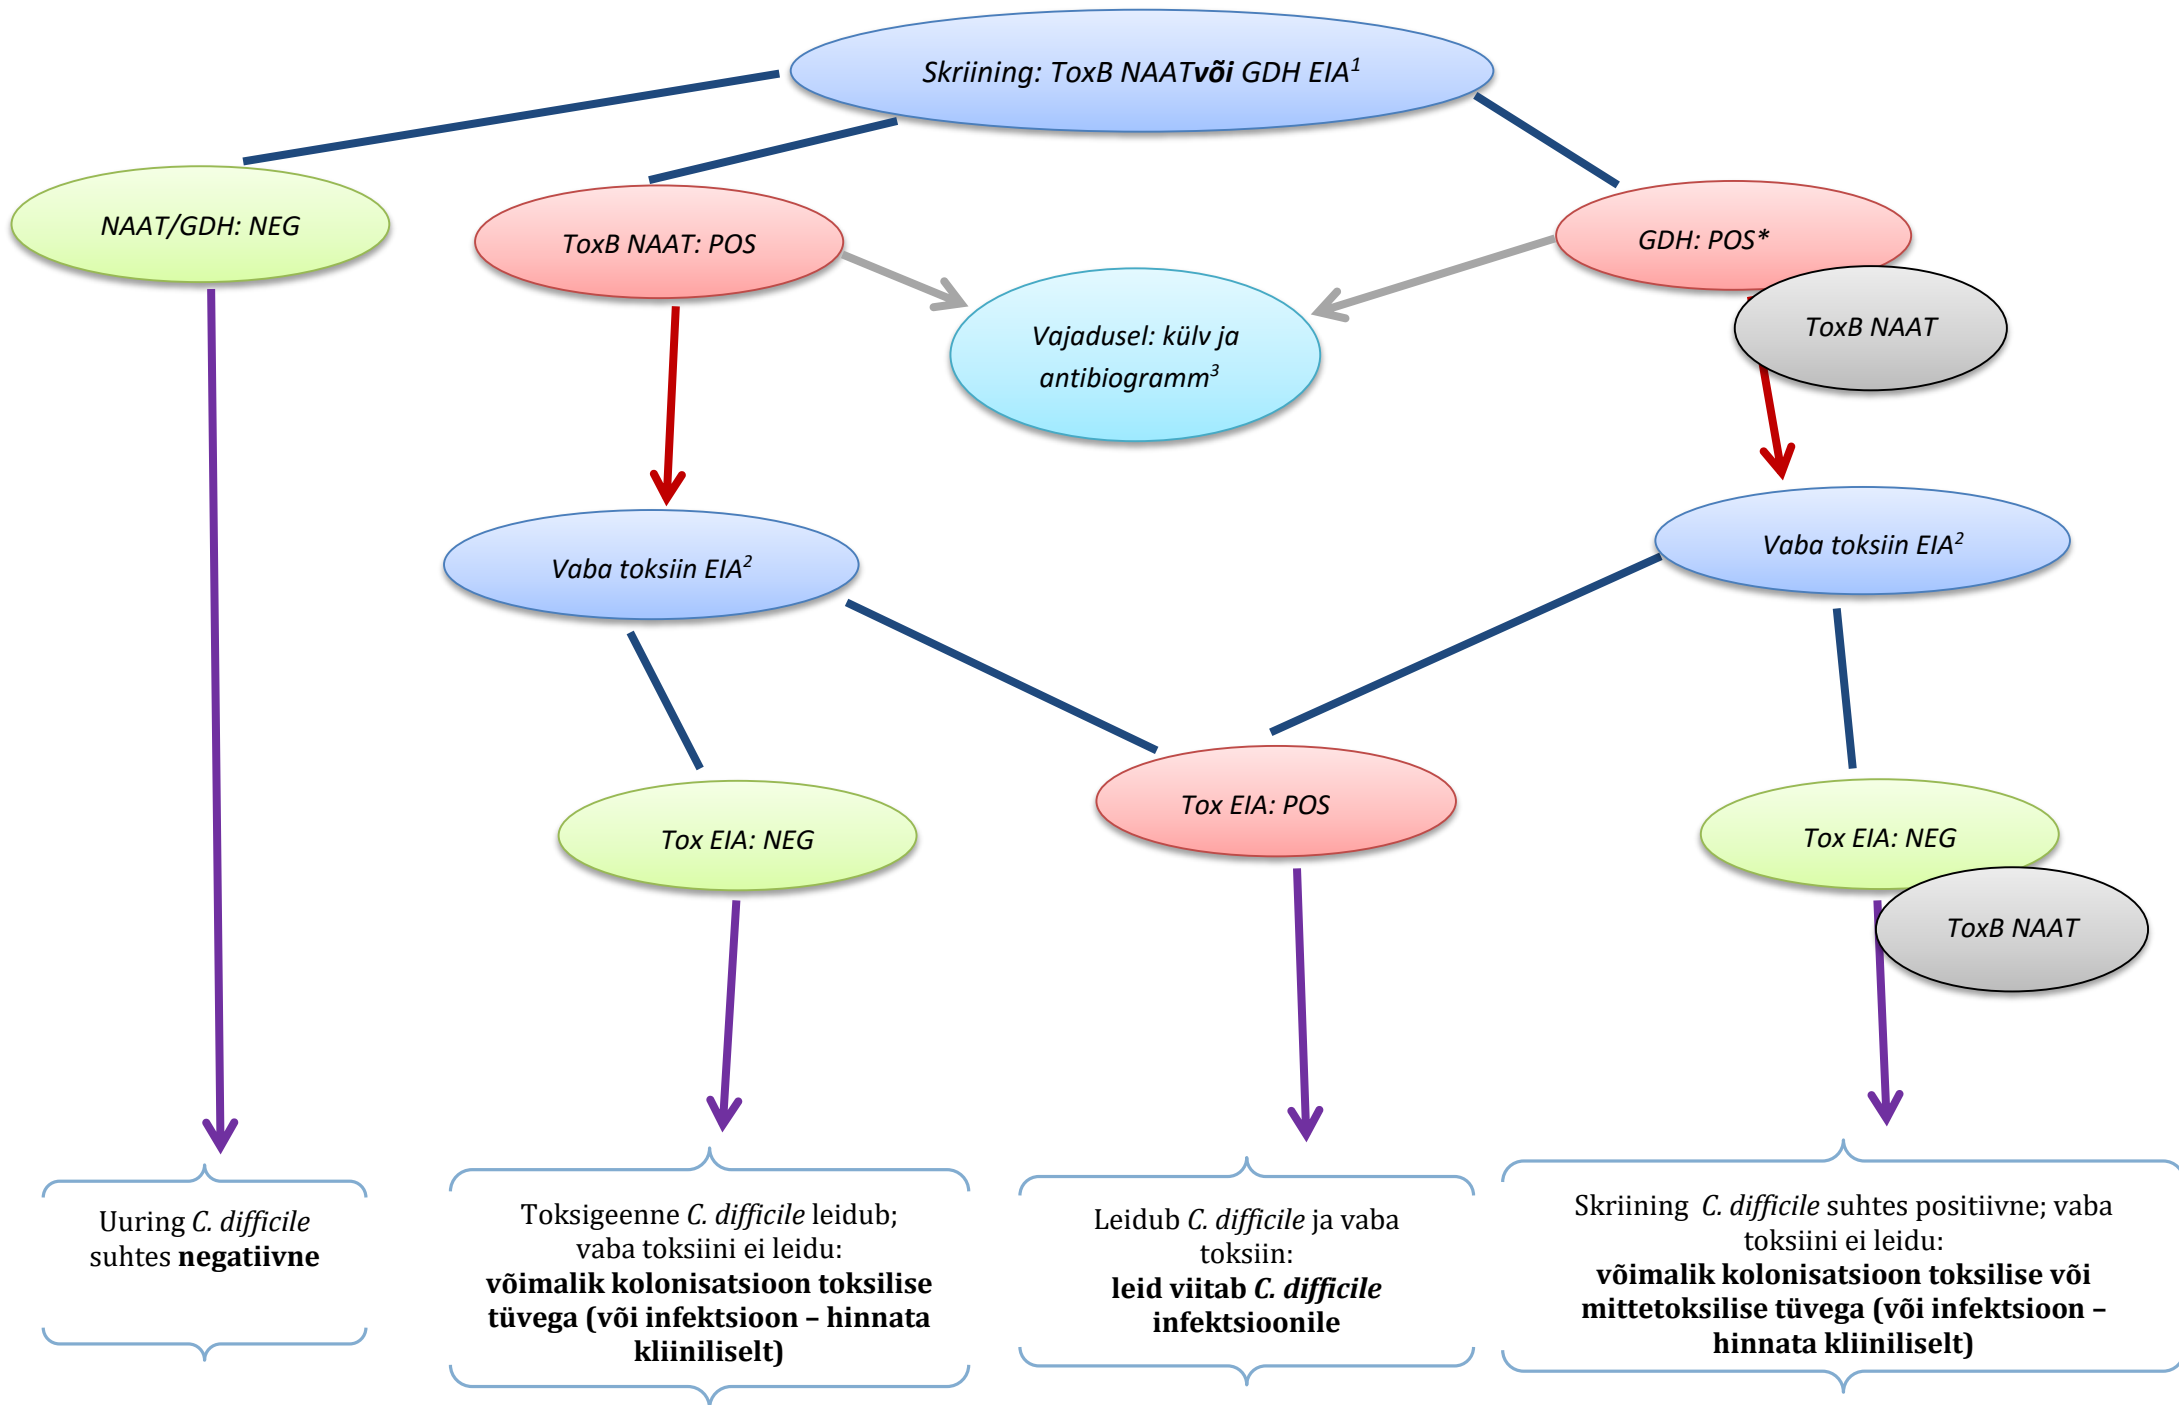 Skriining: ToxB NAATvõi GDH EIA¹
NAAT/GDH: NEG
ToxB NAAT: POS
GDH: POS*
ToxB NAAT
Vajadusel: külv ja
antibiogramm³
Vaba toksiin EIA²
Vaba toksiin EIA²
Tox EIA: NEG
Tox EIA: POS
Tox EIA: NEG
ToxB NAAT
Uuring C. difficile
suhtes negatiivne
Toksigeenne C. difficile leidub;
vaba toksiini ei leidu:
võimalik kolonisatsioon toksilise
tüvega (või infektsioon – hinnata
kliiniliselt)
Leidub C. difficile ja vaba
toksiin:
leid viitab C. difficile
infektsioonile
Skriining C. difficile suhtes positiivne; vaba
toksiini ei leidu:
võimalik kolonisatsioon toksilise või
mittetoksilise tüvega (või infektsioon –
hinnata kliiniliselt)